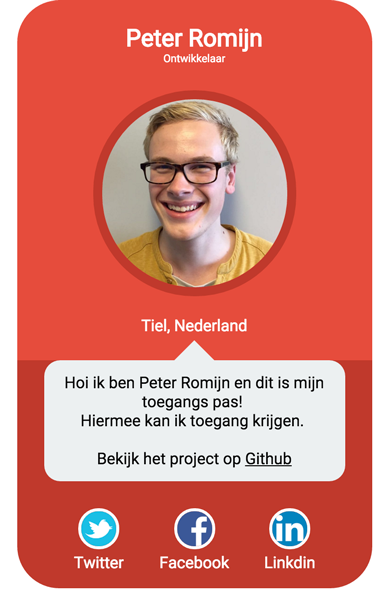 Peter Romijn
Ontwikkelaar
Tiel, Nederland
Hoi ik ben Peter Romijn en dit is mijn
toegangs pas!
Hiermee kan ik toegang krijgen.
Bekijk het project op Github
Twitter Facebook Linkdin